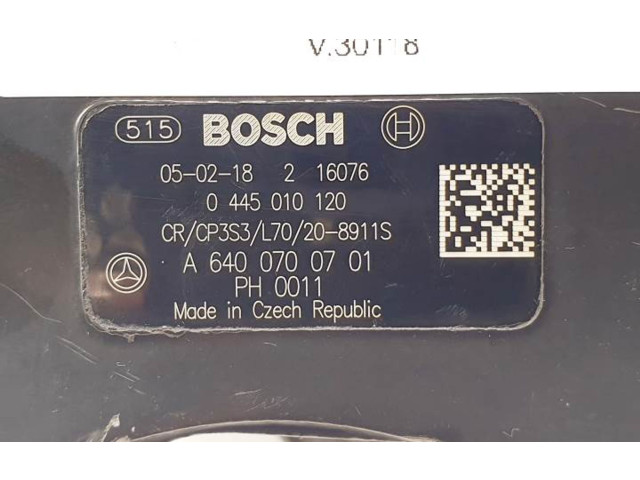 V.30118
515 BOSCH
05-02-18 2 16076
0 445 010 120
CR/CP3S3/L70/20-8911S
A 640 070 07 01
PH 0011
Made in Czech Republic